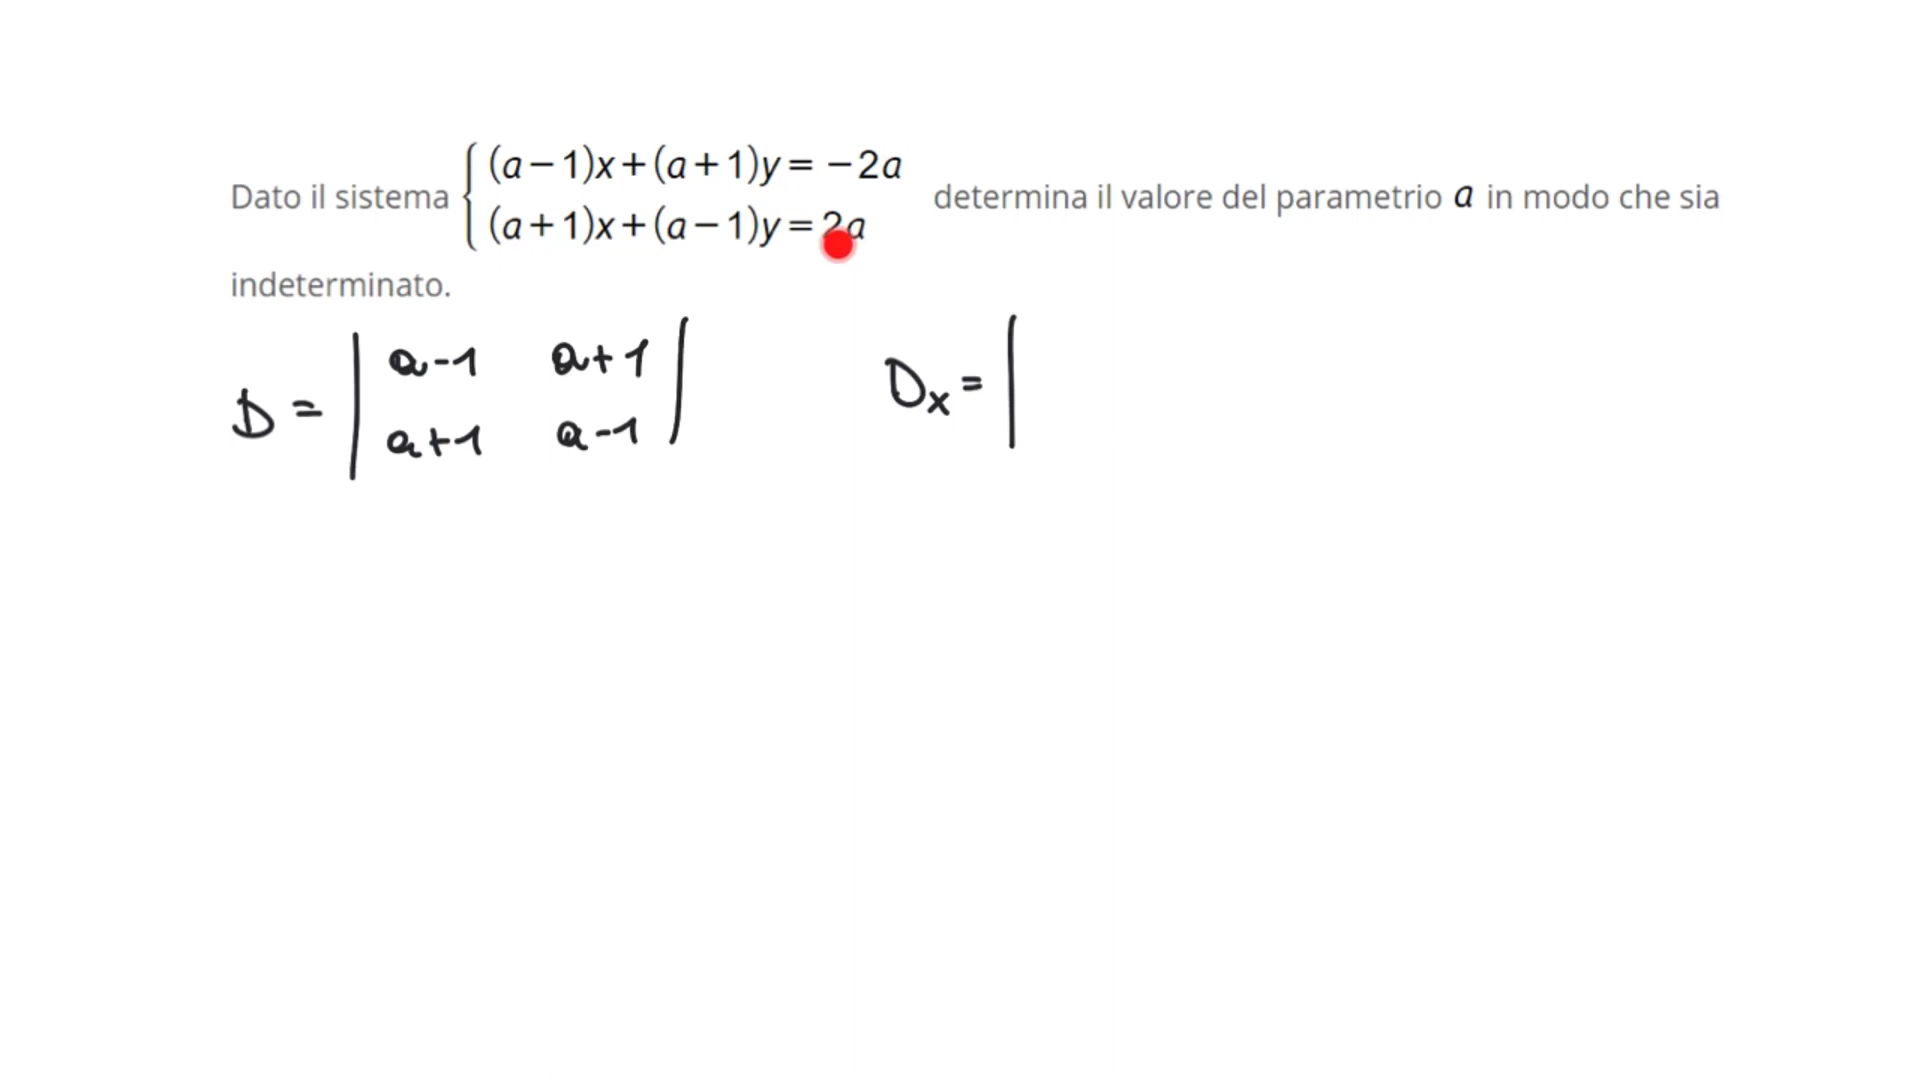 Dato il sistema { (a−1)x+(a+1)y=−2a
(a+1)x+(a−1)y=2a determina il valore del parametrio a in modo che sia
indeterminato.
D = | a-1 a+1 |
| a+1 a-1 |
Dx = |